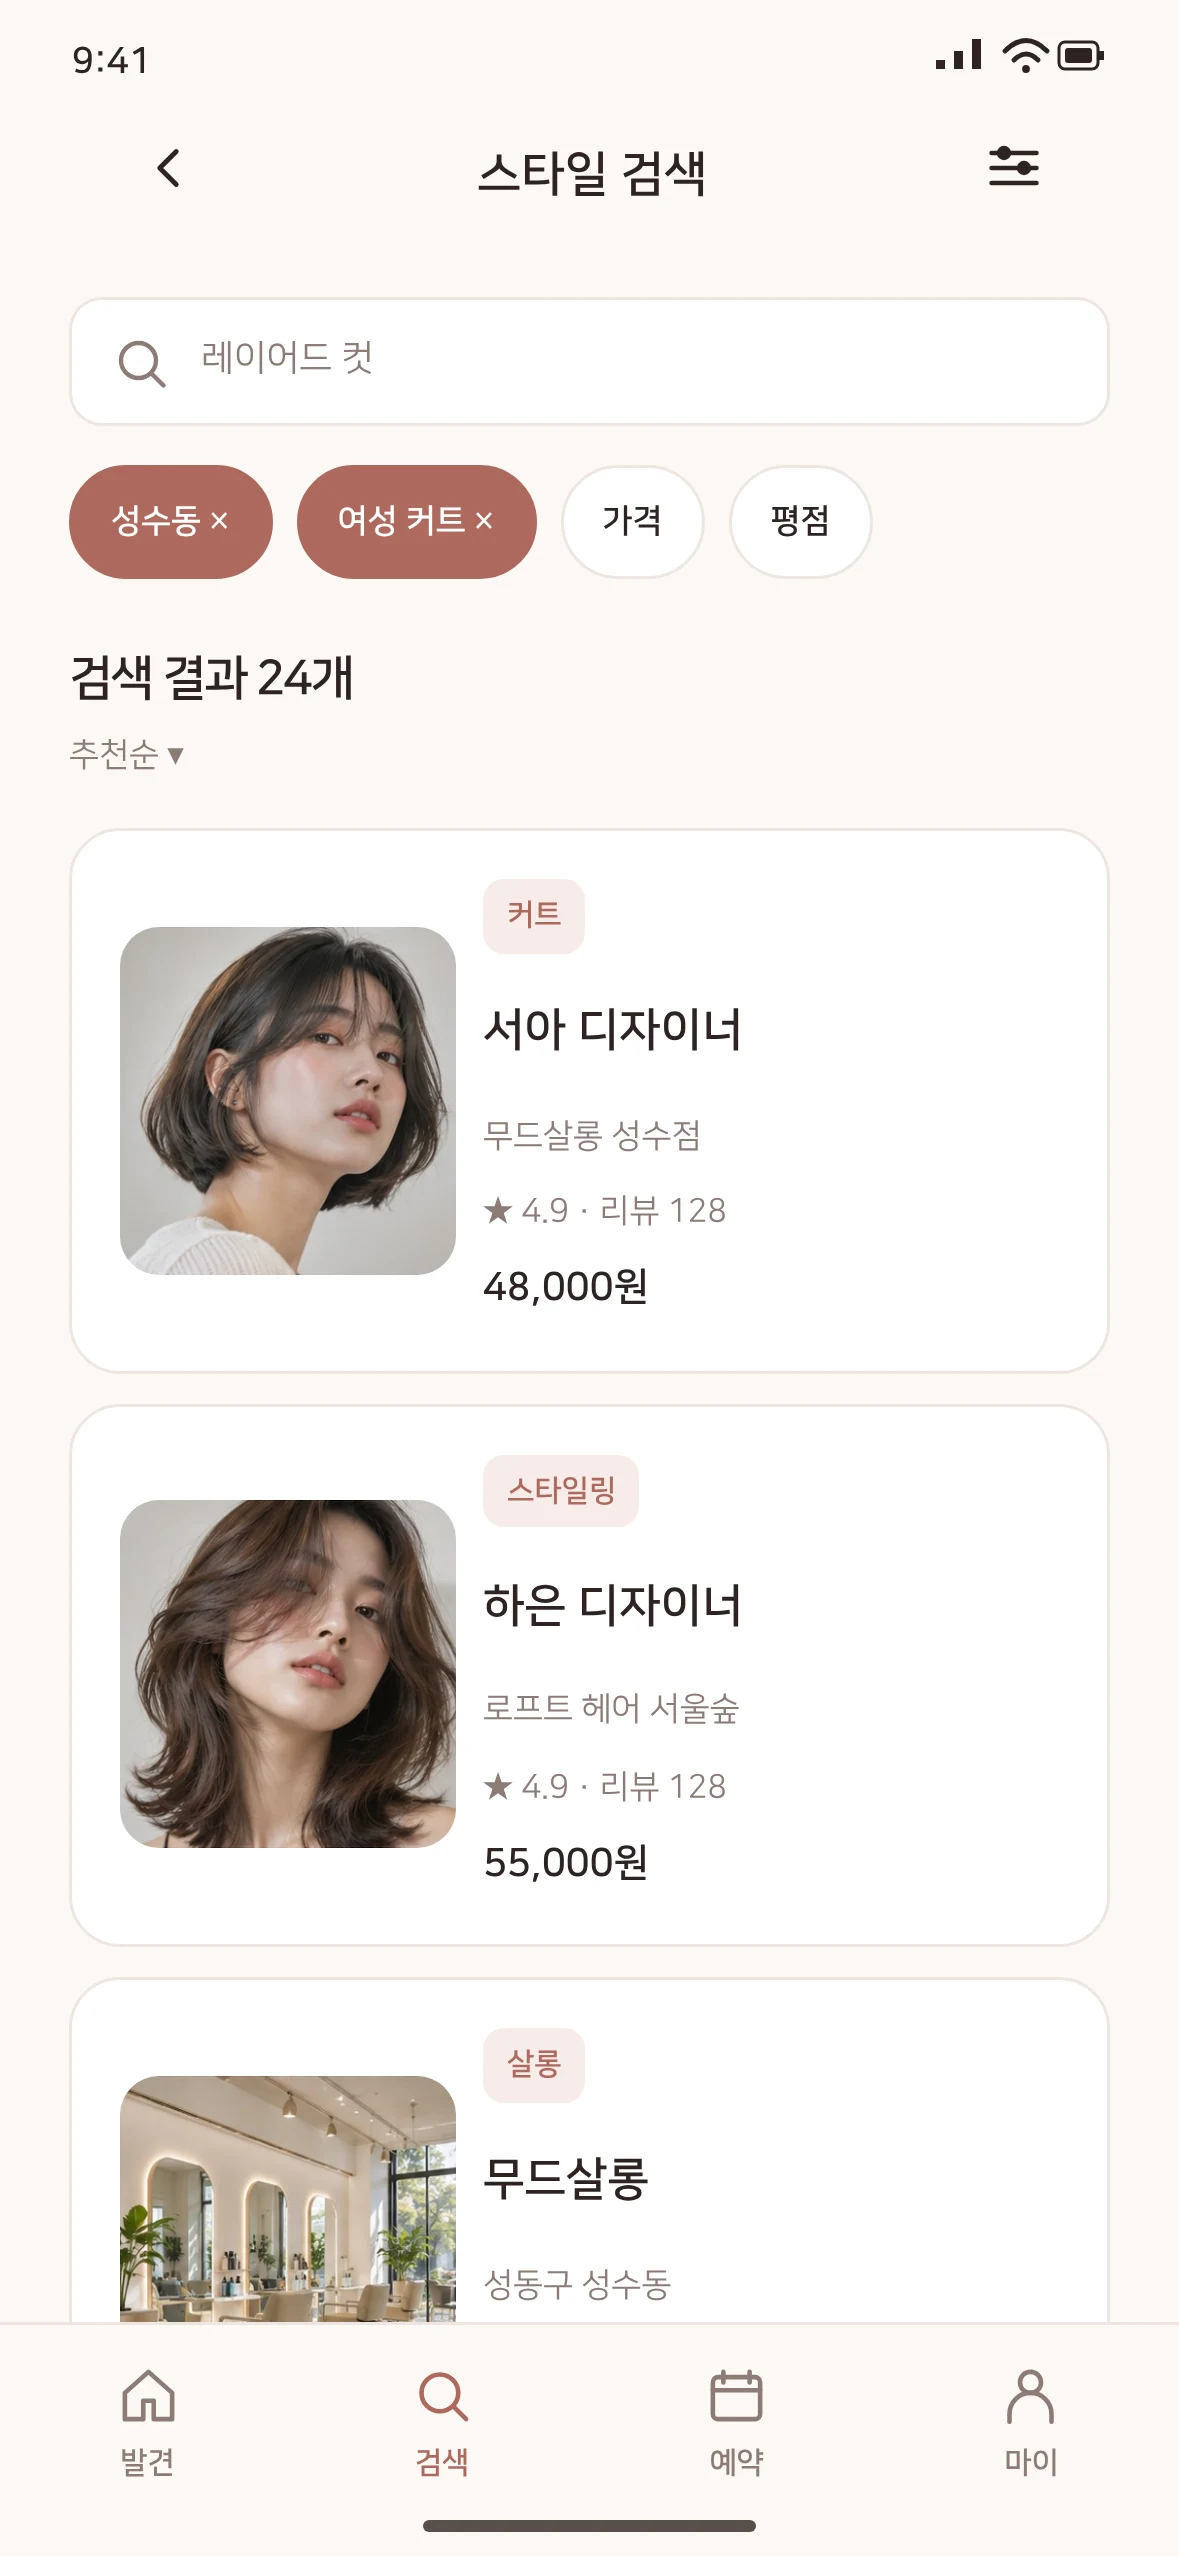 9:41
스타일 검색
레이어드 컷
성수동 ×
여성 커트 ×
가격
평점
검색 결과 24개
추천순 ▼
커트
서아 디자이너
무드살롱 성수점
★ 4.9 · 리뷰 128
48,000원
스타일링
하은 디자이너
로프트 헤어 서울숲
★ 4.9 · 리뷰 128
55,000원
살롱
무드살롱
성동구 성수동
발견
검색
예약
마이